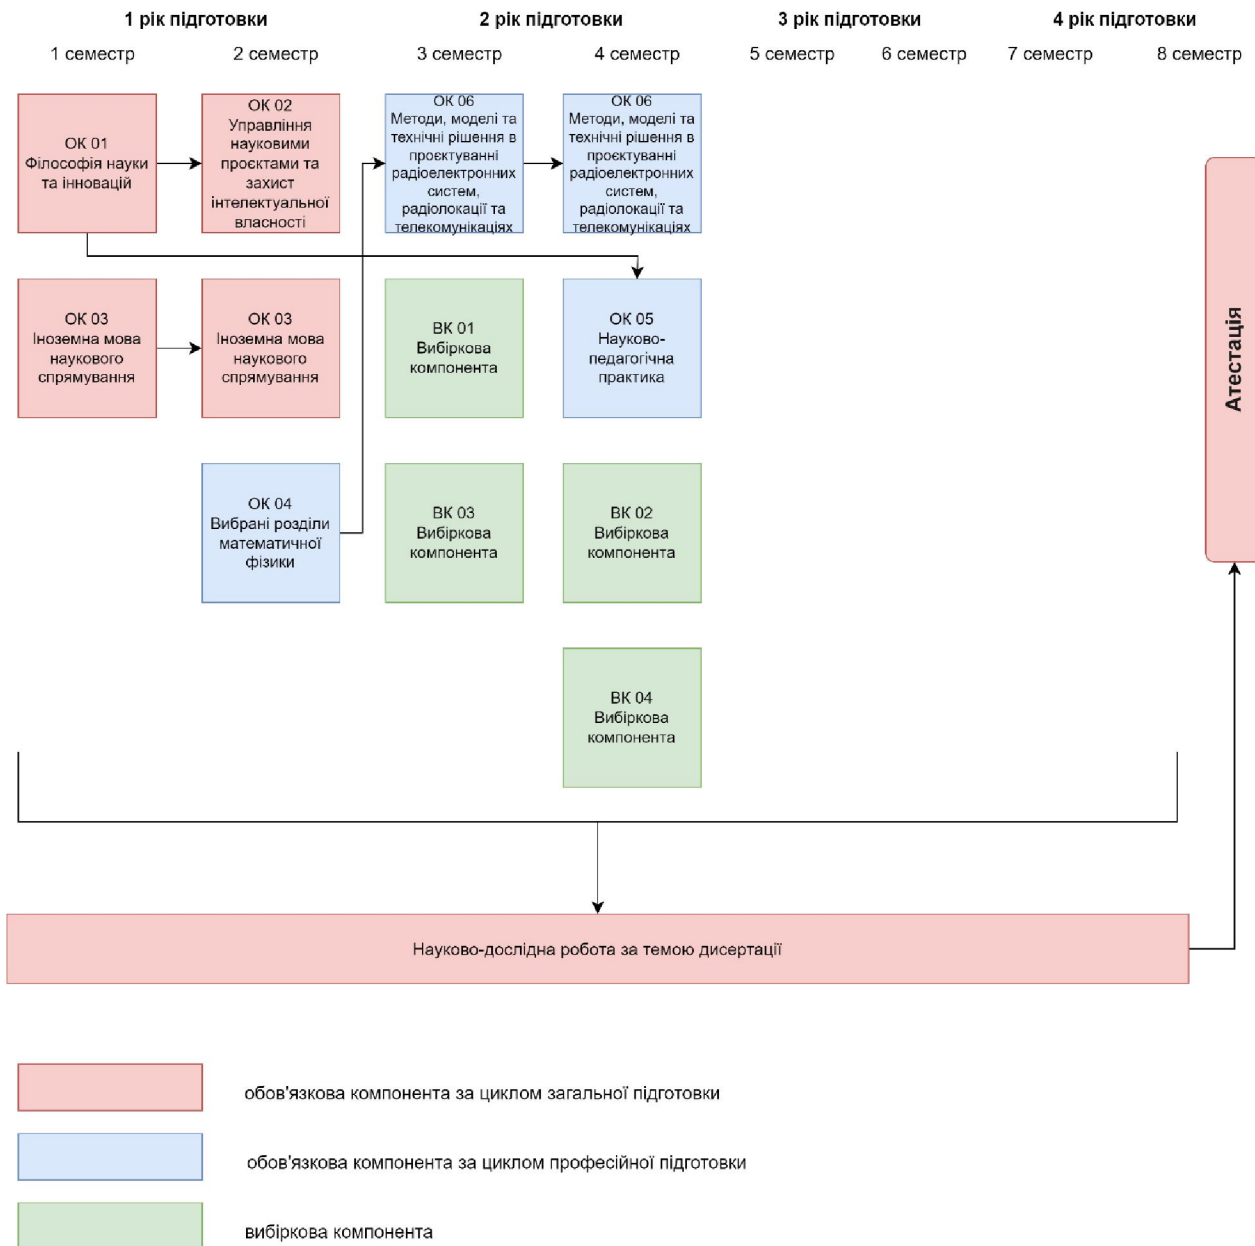 1 рік підготовки
2 рік підготовки
3 рік підготовки
4 рік підготовки
1 семестр
2 семестр
3 семестр
4 семестр
5 семестр
6 семестр
7 семестр
8 семестр
ОК 01
Філософія науки
та інновацій
ОК 02
Управління
науковими
проєктами та
захист
інтелектуальної
власності
ОК 06
Методи, моделі та
технічні рішення в
проєктуванні
радіоелектронних
систем,
радіолокації та
телекомунікаціях
ОК 06
Методи, моделі та
технічні рішення в
проєктуванні
радіоелектронних
систем,
радіолокації та
телекомунікаціях
ОК 03
Іноземна мова
наукового
спрямування
ОК 03
Іноземна мова
наукового
спрямування
ВК 01
Вибіркова
компонента
ОК 05
Науково-
педагогічна
практика
Атестація
ОК 04
Вибрані розділи
математичної
фізики
ВК 03
Вибіркова
компонента
ВК 02
Вибіркова
компонента
ВК 04
Вибіркова
компонента
Науково-дослідна робота за темою дисертації
обов'язкова компонента за циклом загальної підготовки
обов'язкова компонента за циклом професійної підготовки
вибіркова компонента